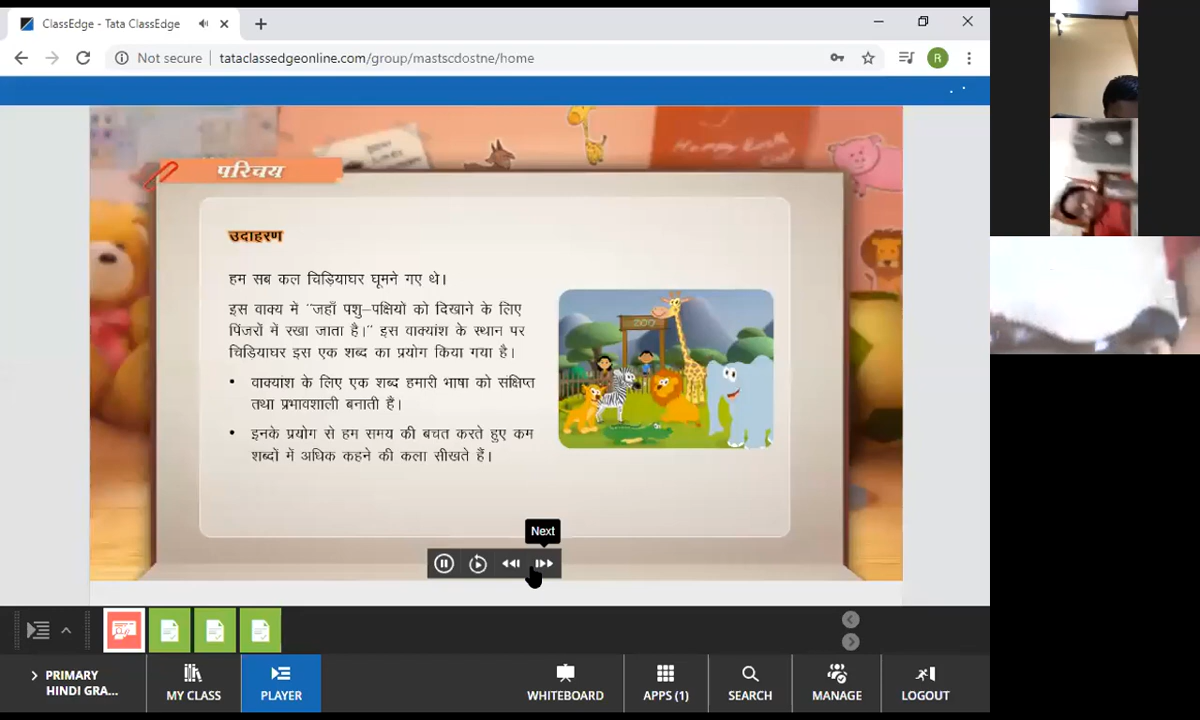 ClassEdge - Tata ClassEdge
Not secure
tataclassedgeonline.com/group/mastscdostne/home
R
परिचय
उदाहरण
हम सब कल चिड़ियाघर घूमने गए थे।
इस वाक्य में “जहाँ पशु–पक्षियों को दिखाने के लिए
पिंजरों में रखा जाता है।” इस वाक्यांश के स्थान पर
चिड़ियाघर इस एक शब्द का प्रयोग किया गया है।
• वाक्यांश के लिए एक शब्द हमारी भाषा को संक्षिप्त
तथा प्रभावशाली बनाती है।
• इनके प्रयोग से हम समय की बचत करते हुए कम
शब्दों में अधिक कहने की कला सीखते हैं।
ZOO
Next
PRIMARY
HINDI GRA...
MY CLASS
PLAYER
WHITEBOARD
APPS (1)
SEARCH
MANAGE
LOGOUT